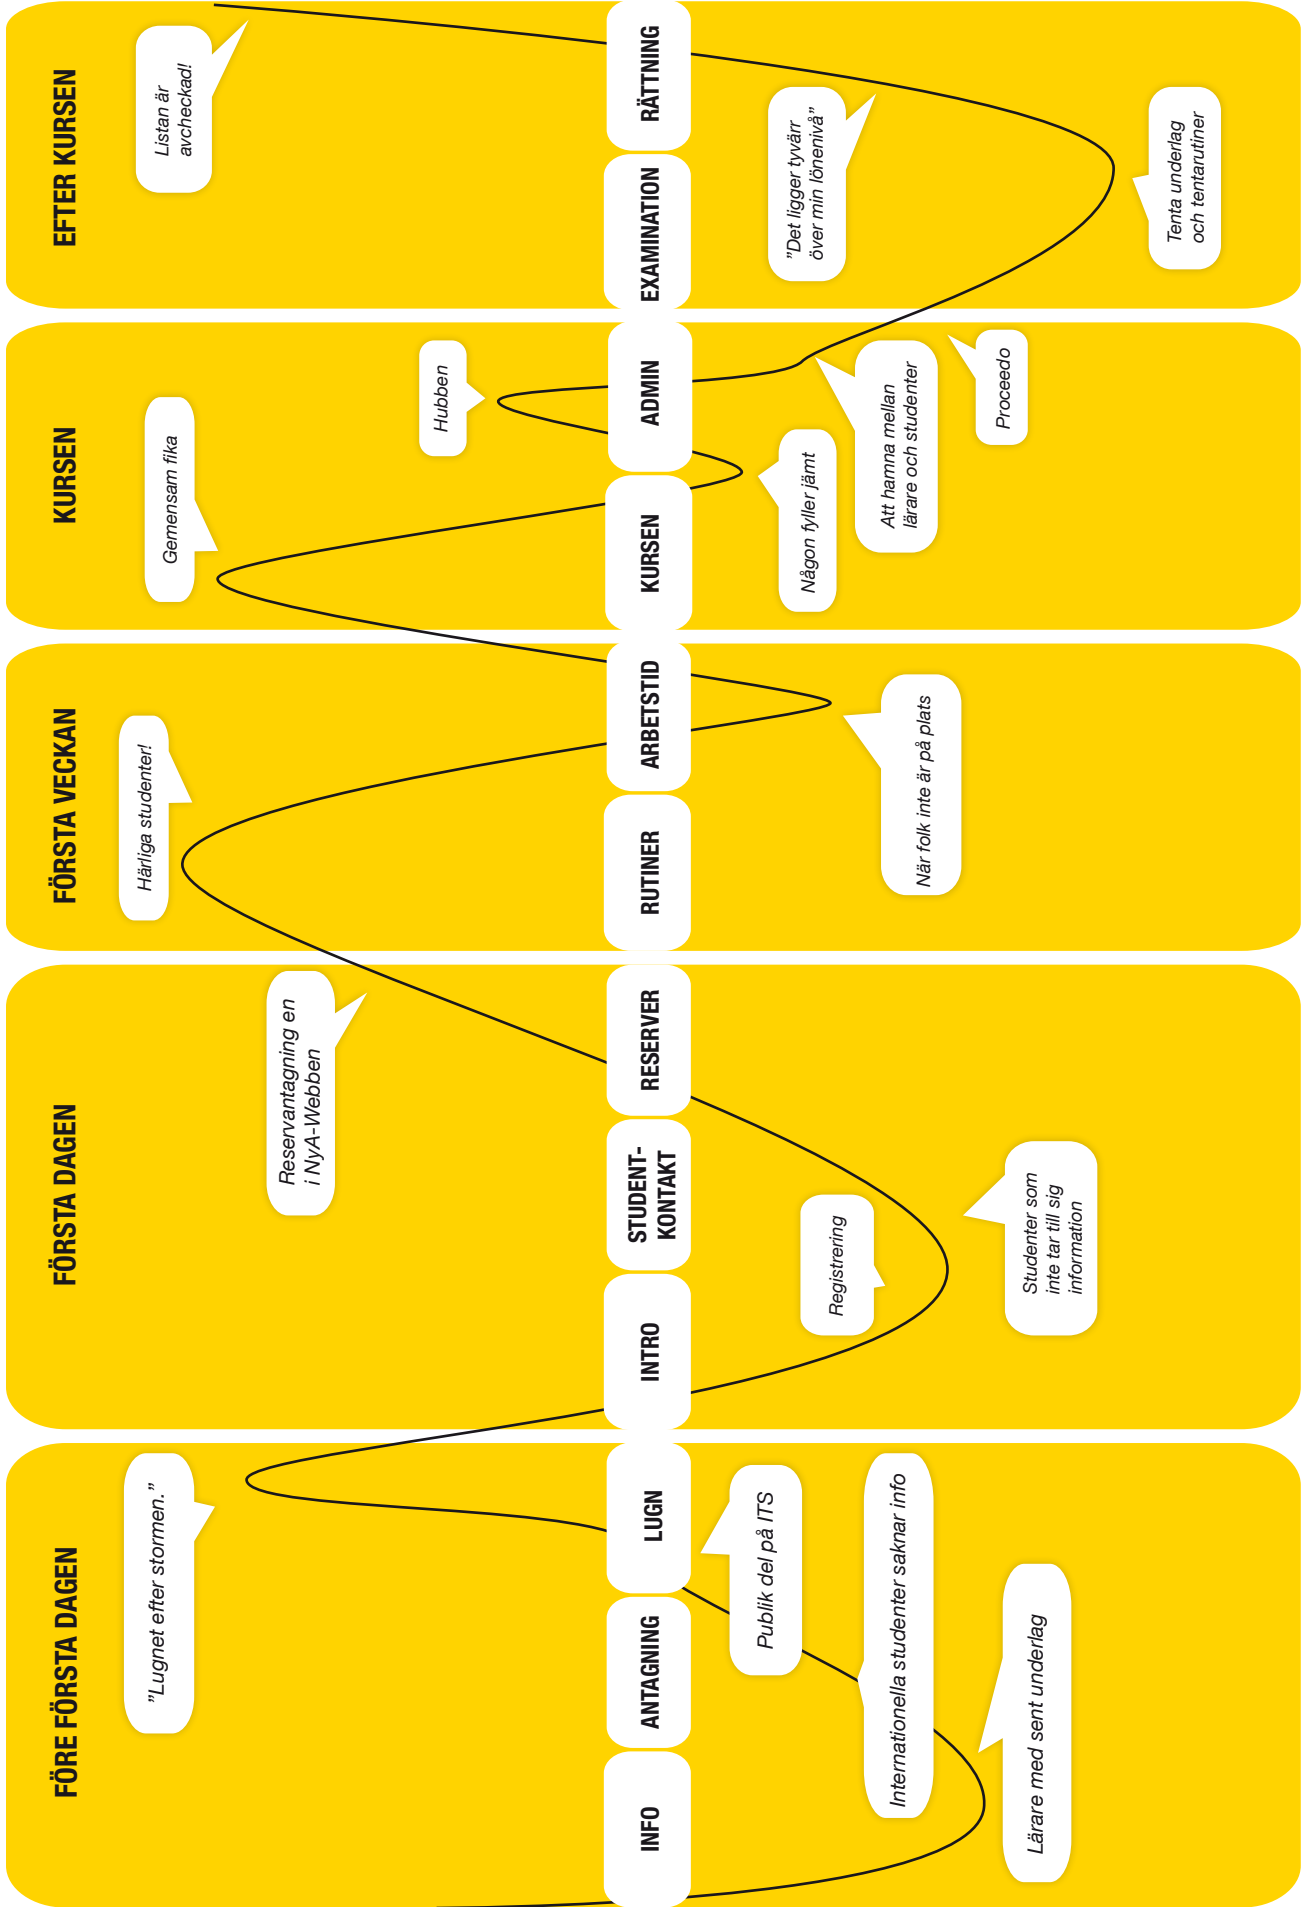 FÖRE FÖRSTA DAGEN
"Lugnet efter stormen."
INFO
ANTAGNING
LUGN
Publik del på ITS
Internationella studenter saknar info
Lärare med sent underlag
FÖRSTA DAGEN
Reservantagning en
i NyA-Webben
INTRO
STUDENT-
KONTAKT
RESERVER
Registrering
Studenter som
inte tar till sig
information
FÖRSTA VECKAN
Härliga studenter!
RUTINER
ARBETSTID
När folk inte är på plats
KURSEN
Gemensam fika
Hubben
KURSEN
ADMIN
Någon fyller jämt
Att hamna mellan
lärare och studenter
Proceedo
EFTER KURSEN
Listan är
avcheckad!
EXAMINATION
RÄTTNING
"Det ligger tyvärr
över min lönenivå"
Tenta underlag
och tentarutiner